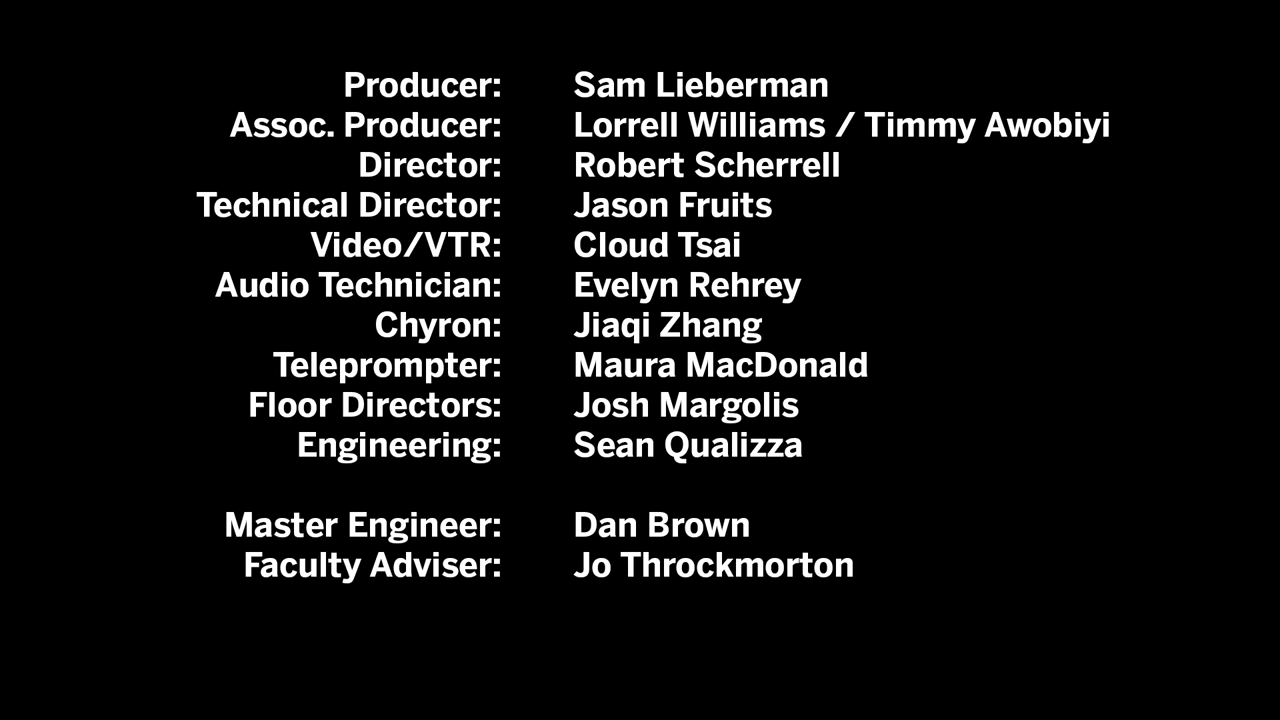 Producer: Sam Lieberman
Assoc. Producer: Lorrell Williams / Timmy Awobiyi
Director: Robert Scherrell
Technical Director: Jason Fruits
Video/VTR: Cloud Tsai
Audio Technician: Evelyn Rehrey
Chyron: Jiaqi Zhang
Teleprompter: Maura MacDonald
Floor Directors: Josh Margolis
Engineering: Sean Qualizza
Master Engineer: Dan Brown
Faculty Adviser: Jo Throckmorton